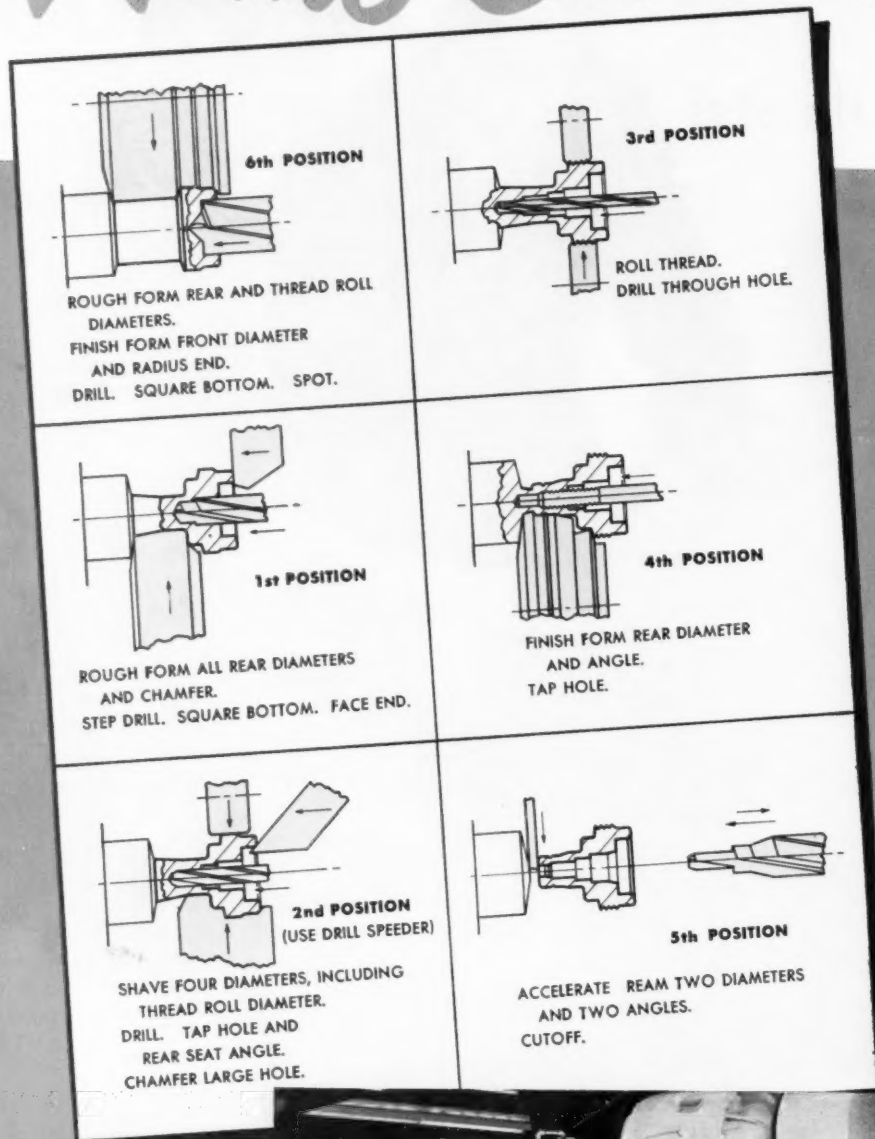 6th POSITION
ROUGH FORM REAR AND THREAD ROLL
DIAMETERS.
FINISH FORM FRONT DIAMETER
AND RADIUS END.
DRILL. SQUARE BOTTOM. SPOT.
1st POSITION
ROUGH FORM ALL REAR DIAMETERS
AND CHAMFER.
STEP DRILL. SQUARE BOTTOM. FACE END.
2nd POSITION
(USE DRILL SPEEDER)
SHAVE FOUR DIAMETERS, INCLUDING
THREAD ROLL DIAMETER.
DRILL. TAP HOLE AND
REAR SEAT ANGLE.
CHAMFER LARGE HOLE.
3rd POSITION
ROLL THREAD.
DRILL THROUGH HOLE.
4th POSITION
FINISH FORM REAR DIAMETER
AND ANGLE.
TAP HOLE.
5th POSITION
ACCELERATE REAM TWO DIAMETERS
AND TWO ANGLES.
CUTOFF.